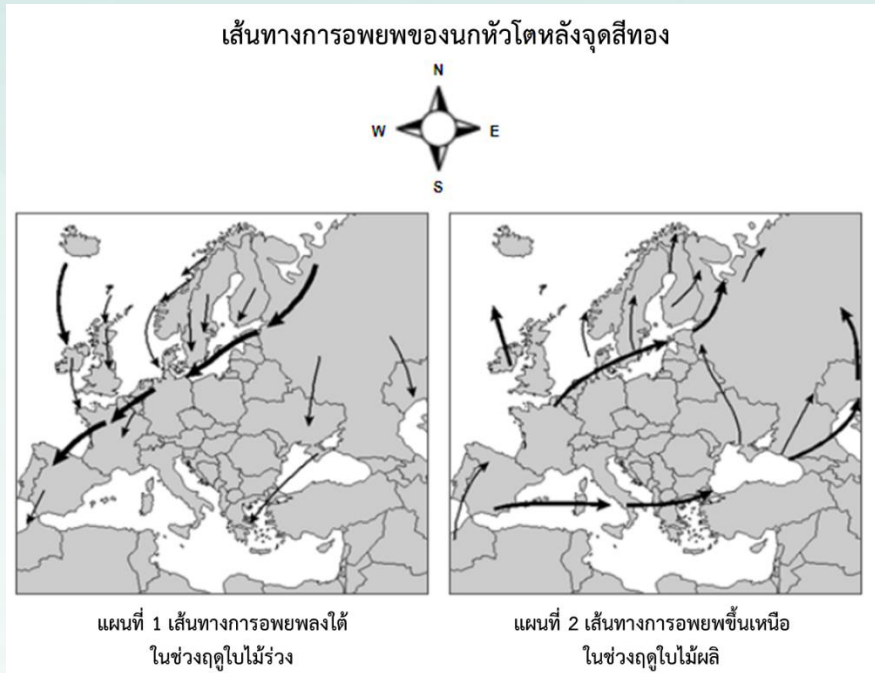 เส้นทางการอพยพของนกหัวโตหลังจุดสีทอง
N
W
E
S
แผนที่ 1 เส้นทางการอพยพลงใต้
ในช่วงฤดูใบไม้ร่วง
แผนที่ 2 เส้นทางการอพยพขึ้นเหนือ
ในช่วงฤดูใบไม้ผลิ